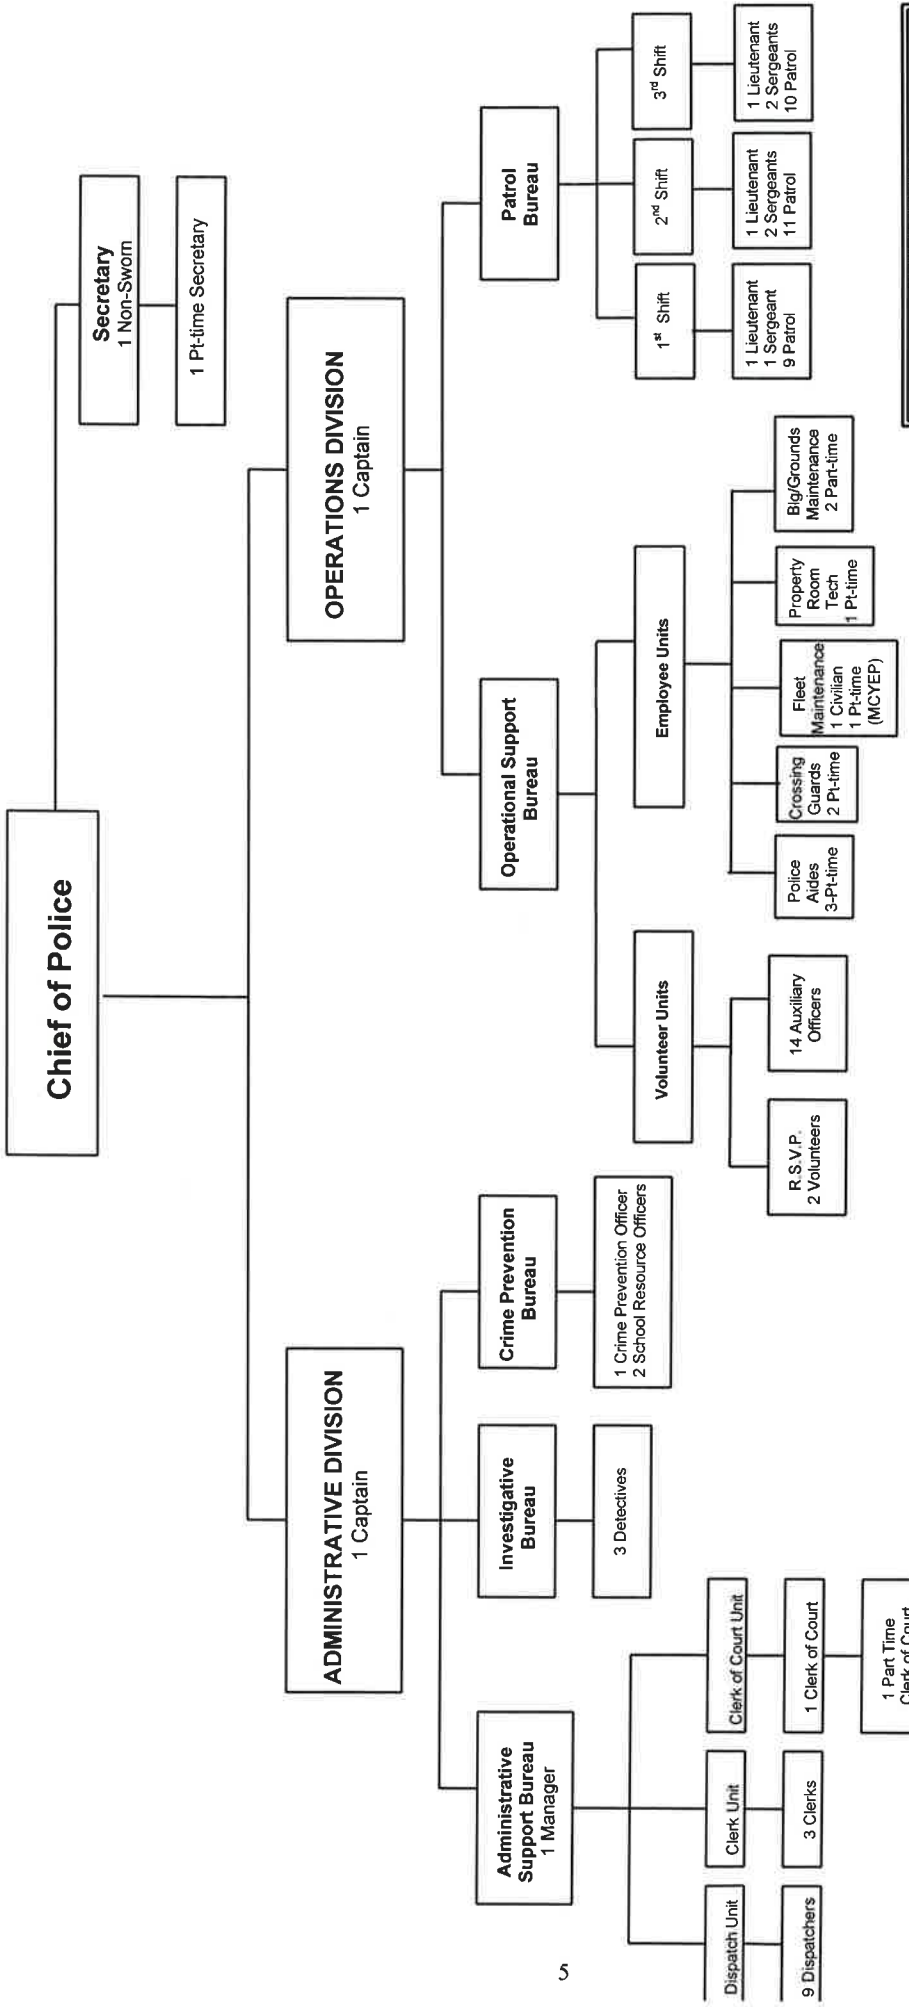 Chief of Police
Secretary
1 Non-Sworn
1 Pt-time Secretary
ADMINISTRATIVE DIVISION
1 Captain
OPERATIONS DIVISION
1 Captain
Administrative
Support Bureau
1 Manager
Investigative
Bureau
Crime Prevention
Bureau
Operational Support
Bureau
Patrol
Bureau
3 Detectives
1 Crime Prevention Officer
2 School Resource Officers
Volunteer Units
Employee Units
1st Shift
2nd Shift
3rd Shift
Dispatch Unit
Clerk Unit
Clerk of Court Unit
9 Dispatchers
3 Clerks
1 Clerk of Court
1 Part Time
Clerk of Court
R.S.V.P.
2 Volunteers
14 Auxiliary
Officers
Police
Aides
3-Pt-time
Crossing
Guards
2 Pt-time
Fleet
Maintenance
1 Civilian
1 Pt-time
(MCYEP)
Property
Room
Tech
1 Pt-time
Blg/Grounds
Maintenance
2 Part-time
1 Lieutenant
1 Sergeant
9 Patrol
1 Lieutenant
2 Sergeants
11 Patrol
1 Lieutenant
2 Sergeants
10 Patrol
5